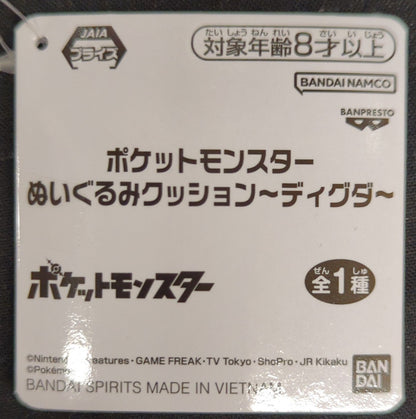 JAIA
プライズ
たいしょうねんれい さい いじょう
対象年齢8才以上
BANDAI NAMCO
BANPRESTO
ポケットモンスター
ぬいぐるみクッション～ディグダ～
ポケットモンスター
ぜん しゅ
全1種
©Nintendo・Creatures・GAME FREAK・TV Tokyo・ShoPro・JR Kikaku
©Pokémon
BANDAI SPIRITS MADE IN VIETNAM
BAN
DAI